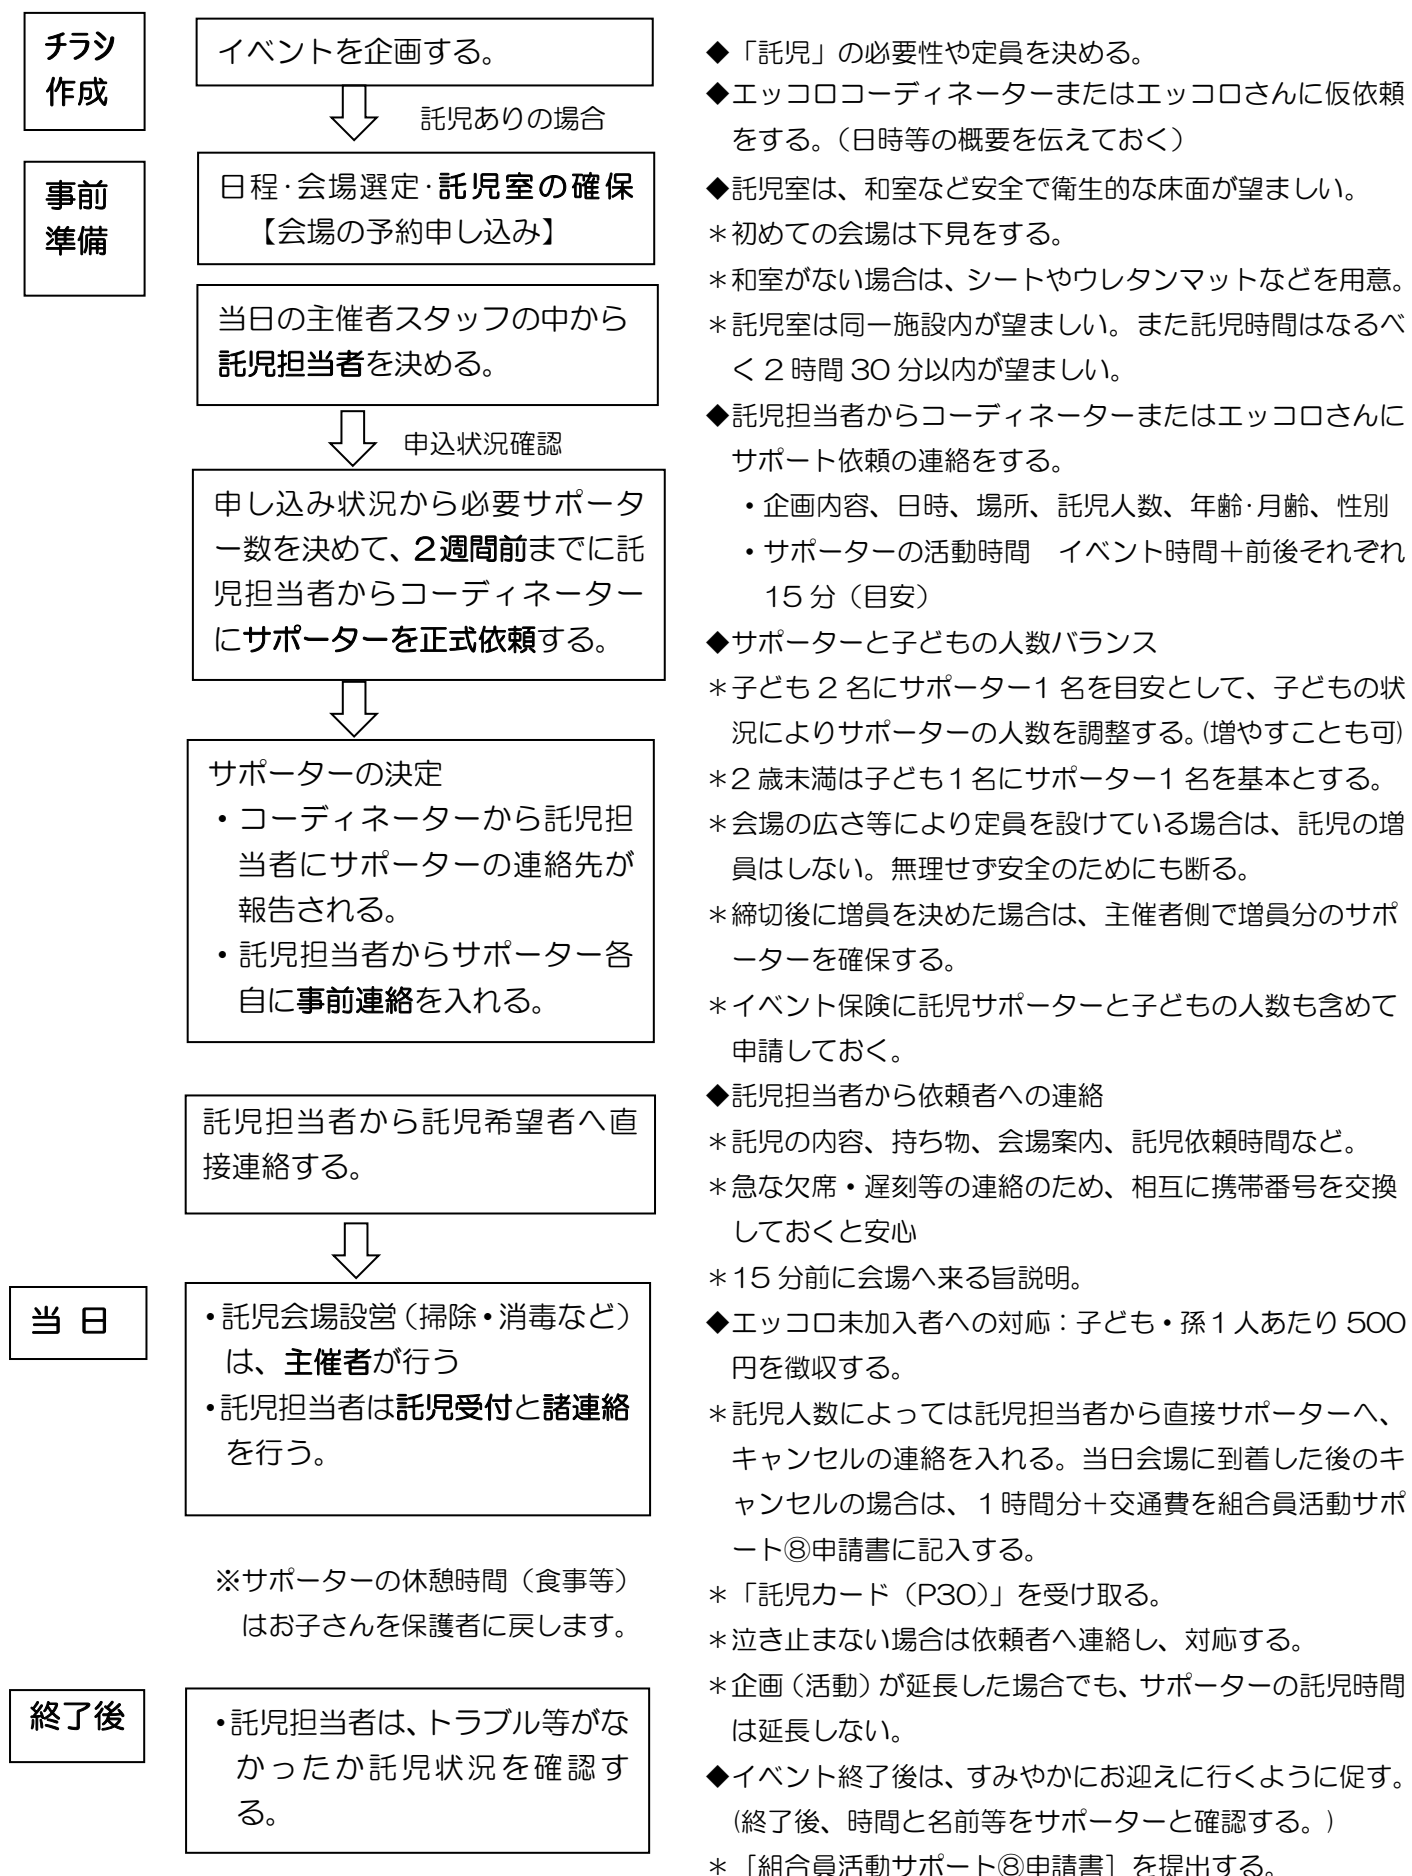 チラシ
作成
イベントを企画する。
託児ありの場合
事前
準備
日程･会場選定･託児室の確保
【会場の予約申し込み】
当日の主催者スタッフの中から
託児担当者を決める。
申込状況確認
申し込み状況から必要サポータ
ー数を決めて、２週間前までに託
児担当者からコーディネーター
にサポーターを正式依頼する。
サポーターの決定
・コーディネーターから託児担
当者にサポーターの連絡先が
報告される。
・託児担当者からサポーター各
自に事前連絡を入れる。
託児担当者から託児希望者へ直
接連絡する。
当 日
・託児会場設営（掃除・消毒など）
は、主催者が行う
・託児担当者は託児受付と諸連絡
を行う。
※サポーターの休憩時間（食事等）
はお子さんを保護者に戻します。
終了後
・託児担当者は、トラブル等がな
かったか託児状況を確認す
る。
◆「託児」の必要性や定員を決める。
◆エッコロコーディネーターまたはエッコロさんに仮依頼
をする。（日時等の概要を伝えておく）
◆託児室は、和室など安全で衛生的な床面が望ましい。
＊初めての会場は下見をする。
＊和室がない場合は、シートやウレタンマットなどを用意。
＊託児室は同一施設内が望ましい。また託児時間はなるべ
く２時間 30 分以内が望ましい。
◆託児担当者からコーディネーターまたはエッコロさんに
サポート依頼の連絡をする。
・企画内容、日時、場所、託児人数、年齢･月齢、性別
・サポーターの活動時間　イベント時間＋前後それぞれ
15 分（目安）
◆サポーターと子どもの人数バランス
＊子ども 2 名にサポーター1 名を目安として、子どもの状
況によりサポーターの人数を調整する。(増やすことも可)
＊2 歳未満は子ども１名にサポーター1 名を基本とする。
＊会場の広さ等により定員を設けている場合は、託児の増
員はしない。無理せず安全のためにも断る。
＊締切後に増員を決めた場合は、主催者側で増員分のサポ
ーターを確保する。
＊イベント保険に託児サポーターと子どもの人数も含めて
申請しておく。
◆託児担当者から依頼者への連絡
＊託児の内容、持ち物、会場案内、託児依頼時間など。
＊急な欠席・遅刻等の連絡のため、相互に携帯番号を交換
しておくと安心
＊15 分前に会場へ来る旨説明。
◆エッコロ未加入者への対応：子ども・孫１人あたり 500
円を徴収する。
＊託児人数によっては託児担当者から直接サポーターへ、
キャンセルの連絡を入れる。当日会場に到着した後のキ
ャンセルの場合は、１時間分＋交通費を組合員活動サポ
ート⑧申請書に記入する。
＊「託児カード（P30）」を受け取る。
＊泣き止まない場合は依頼者へ連絡し、対応する。
＊企画（活動）が延長した場合でも、サポーターの託児時間
は延長しない。
◆イベント終了後は、すみやかにお迎えに行くように促す。
(終了後、時間と名前等をサポーターと確認する。)
＊［組合員活動サポート⑧申請書］を提出する。